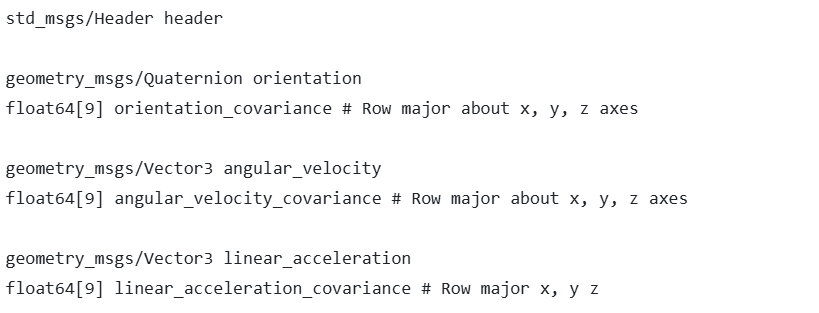 std_msgs/Header header
geometry_msgs/Quaternion orientation
float64[9] orientation_covariance # Row major about x, y, z axes
geometry_msgs/Vector3 angular_velocity
float64[9] angular_velocity_covariance # Row major about x, y, z axes
geometry_msgs/Vector3 linear_acceleration
float64[9] linear_acceleration_covariance # Row major x, y z